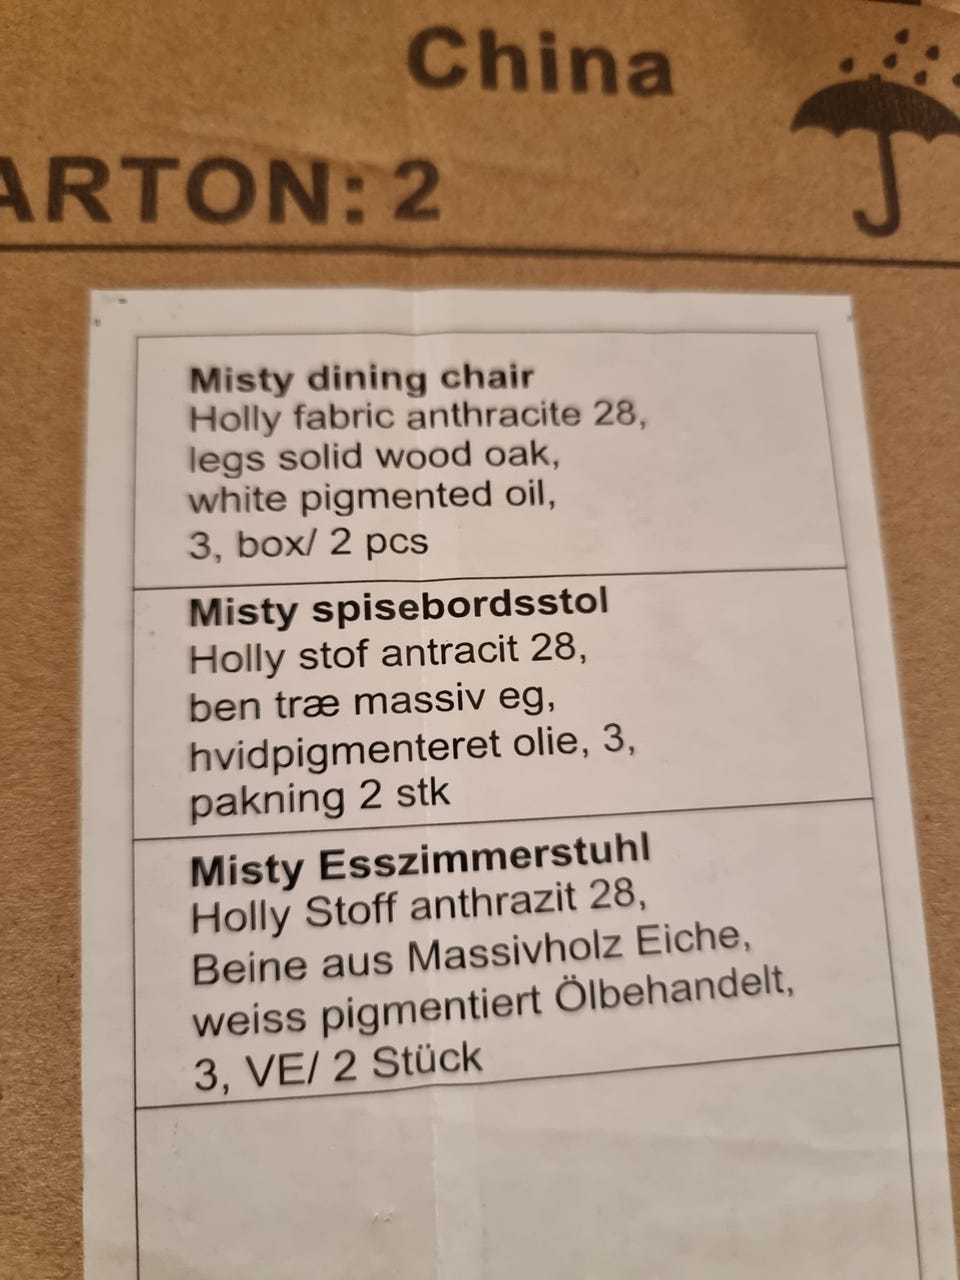 China
ARTON: 2
Misty dining chair
Holly fabric anthracite 28,
legs solid wood oak,
white pigmented oil,
3, box/ 2 pcs
Misty spisebordsstol
Holly stof antracit 28,
ben træ massiv eg,
hvidpigmenteret olie, 3,
pakning 2 stk
Misty Esszimmerstuhl
Holly Stoff anthrazit 28,
Beine aus Massivholz Eiche,
weiss pigmentiert Ölbehandelt,
3, VE/ 2 Stück